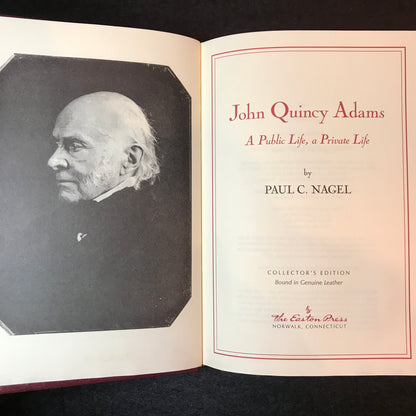 John Quincy Adams
A Public Life, a Private Life
by
PAUL C. NAGEL
COLLECTOR'S EDITION
Bound in Genuine Leather
The Easton Press
NORWALK, CONNECTICUT